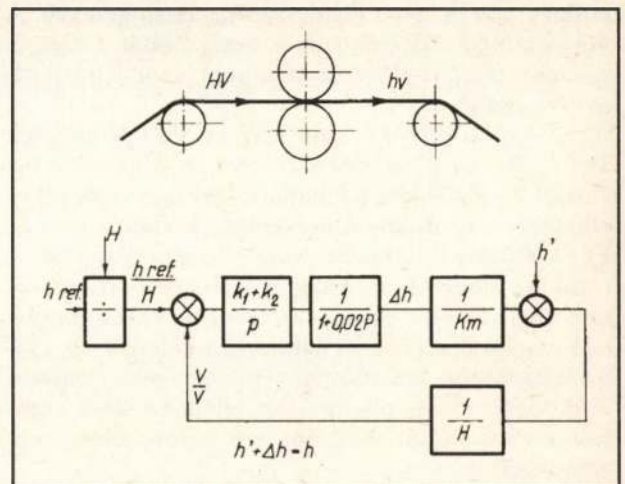 HV
hv
H
h'
h ref.
÷
h ref
H
k₁+k₂
p
1
1+0,02P
Δh
1
Km
V
V
1
H
h'+Δh=h